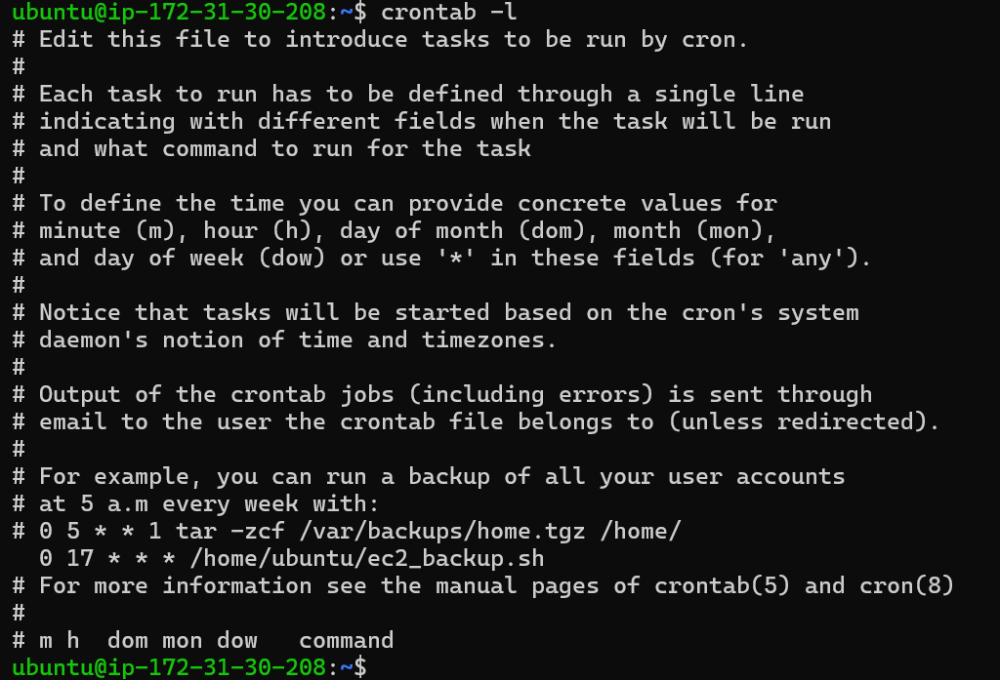 ubuntu@ip-172-31-30-208:~$ crontab -l
# Edit this file to introduce tasks to be run by cron.
#
# Each task to run has to be defined through a single line
# indicating with different fields when the task will be run
# and what command to run for the task
#
# To define the time you can provide concrete values for
# minute (m), hour (h), day of month (dom), month (mon),
# and day of week (dow) or use '*' in these fields (for 'any').
#
# Notice that tasks will be started based on the cron's system
# daemon's notion of time and timezones.
#
# Output of the crontab jobs (including errors) is sent through
# email to the user the crontab file belongs to (unless redirected).
#
# For example, you can run a backup of all your user accounts
# at 5 a.m every week with:
# 0 5 * * 1 tar -zcf /var/backups/home.tgz /home/
  0 17 * * * /home/ubuntu/ec2_backup.sh
# For more information see the manual pages of crontab(5) and cron(8)
#
# m h  dom mon dow   command
ubuntu@ip-172-31-30-208:~$